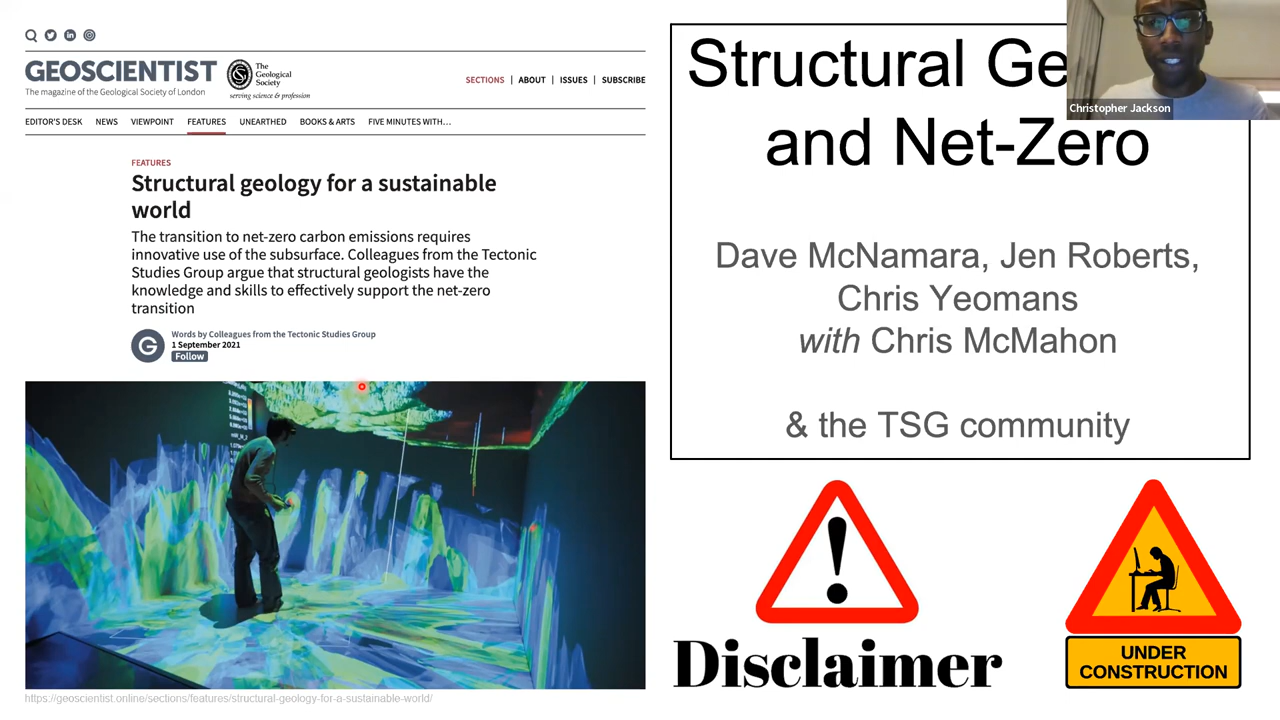 GEOSCIENTIST
The magazine of the Geological Society of London
The
Geological
Society
serving science & profession
SECTIONS | ABOUT | ISSUES | SUBSCRIBE
EDITOR'S DESK NEWS VIEWPOINT FEATURES UNEARTHED BOOKS & ARTS FIVE MINUTES WITH...
FEATURES
Structural geology for a sustainable
world
The transition to net-zero carbon emissions requires
innovative use of the subsurface. Colleagues from the Tectonic
Studies Group argue that structural geologists have the
knowledge and skills to effectively support the net-zero
transition
G
Words by Colleagues from the Tectonic Studies Group
1 September 2021
Follow
https://geoscientist.online/sections/features/structural-geology-for-a-sustainable-world/
Structural Ge
and Net-Zero
Dave McNamara, Jen Roberts,
Chris Yeomans
with Chris McMahon
& the TSG community
Christopher Jackson
Disclaimer
UNDER
CONSTRUCTION